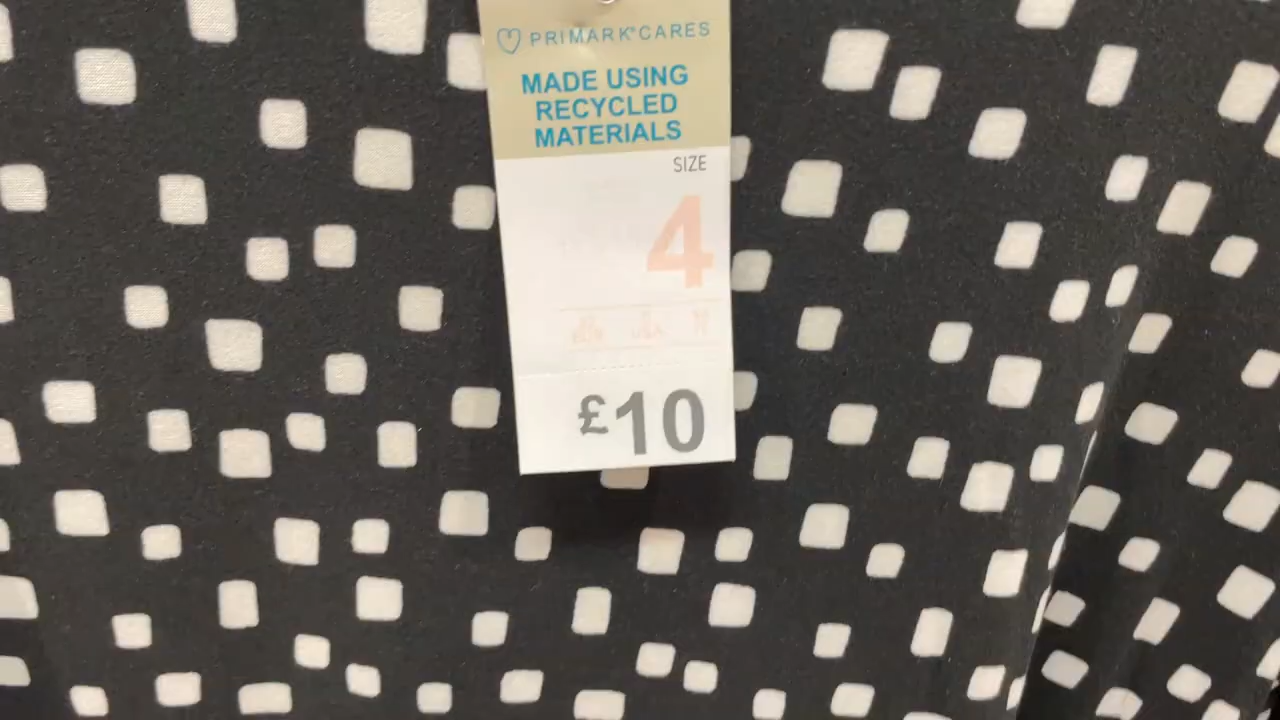 PRIMARK®CARES
MADE USING
RECYCLED
MATERIALS
SIZE
4
£10